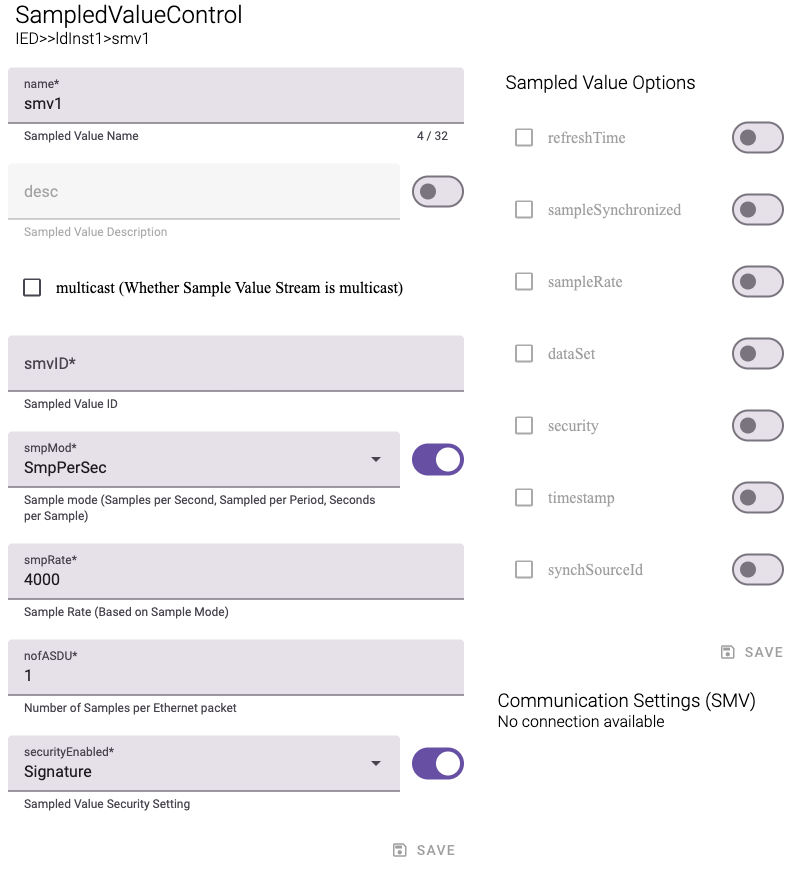 SampledValueControl
IED>>ldInst1>smv1
name*
smv1
Sampled Value Name
4 / 32
desc
Sampled Value Description
multicast (Whether Sample Value Stream is multicast)
smvID*
Sampled Value ID
smpMod*
SmpPerSec
Sample mode (Samples per Second, Sampled per Period, Seconds
per Sample)
smpRate*
4000
Sample Rate (Based on Sample Mode)
nofASDU*
1
Number of Samples per Ethernet packet
securityEnabled*
Signature
Sampled Value Security Setting
SAVE
Sampled Value Options
refreshTime
sampleSynchronized
sampleRate
dataSet
security
timestamp
synchSourceId
SAVE
Communication Settings (SMV)
No connection available